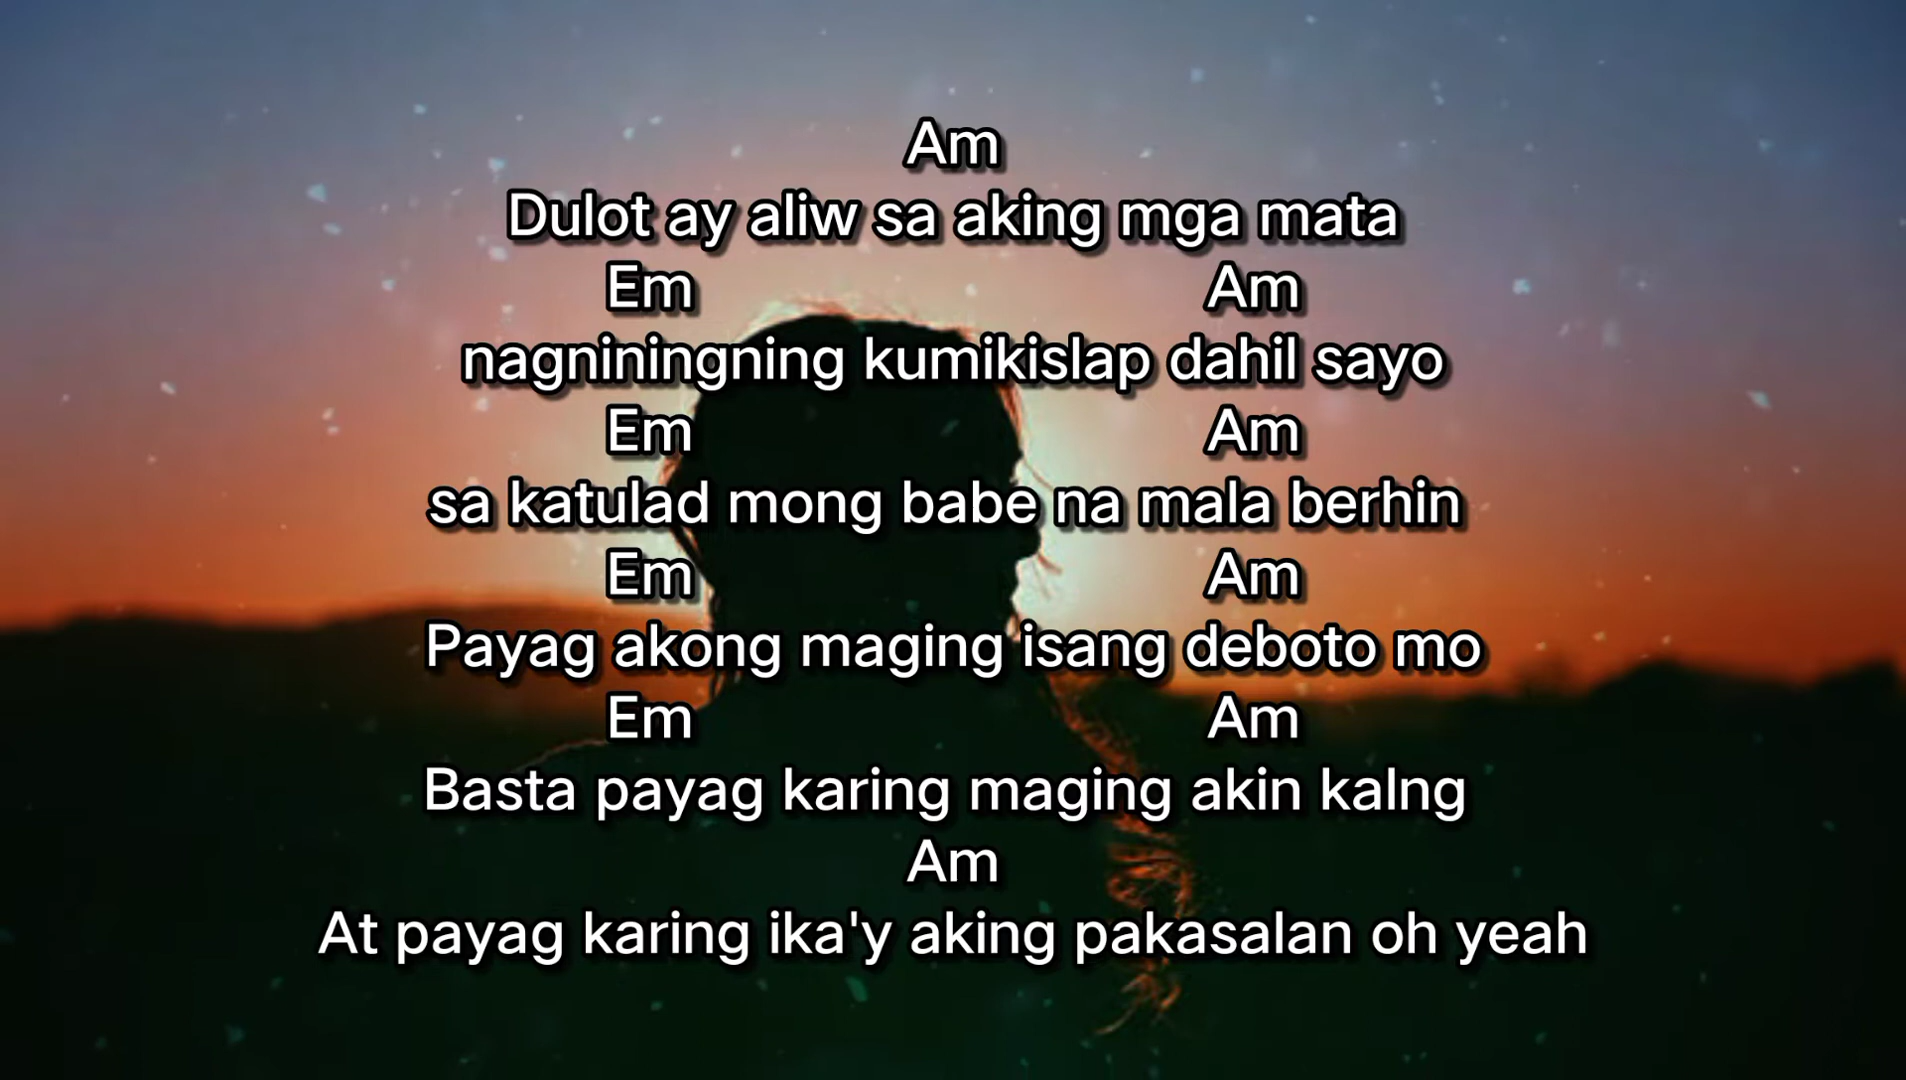 Am
Dulot ay aliw sa aking mga mata
Em Am
nagniningning kumikislap dahil sayo
Em Am
sa katulad mong babe na mala berhin
Em Am
Payag akong maging isang deboto mo
Em Am
Basta payag karing maging akin kalng
Am
At payag karing ika'y aking pakasalan oh yeah